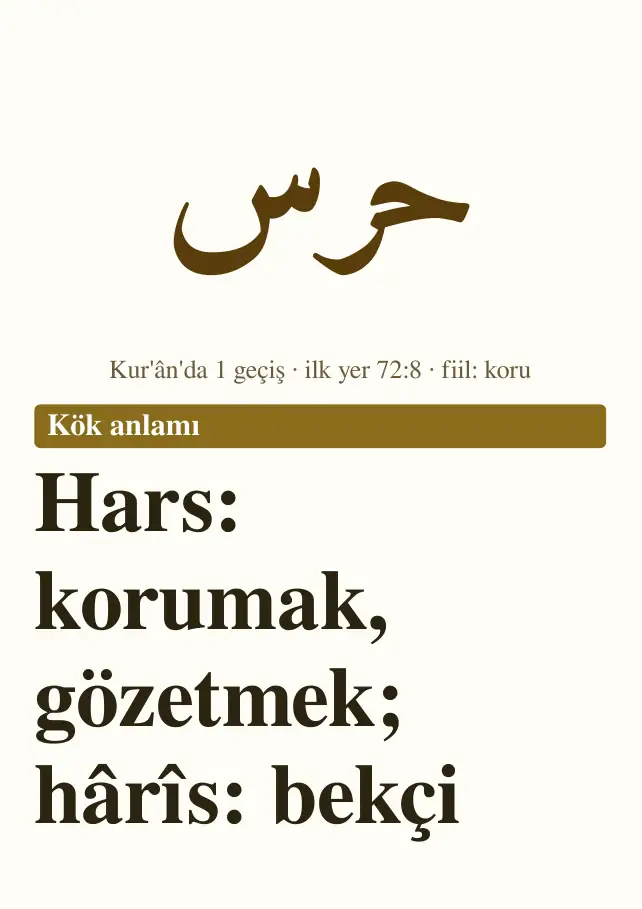 حرس
Kur'ân'da 1 geçiş · ilk yer 72:8 · fiil: koru
Kök anlamı
Hars:
korumak,
gözetmek;
hârîs: bekçi